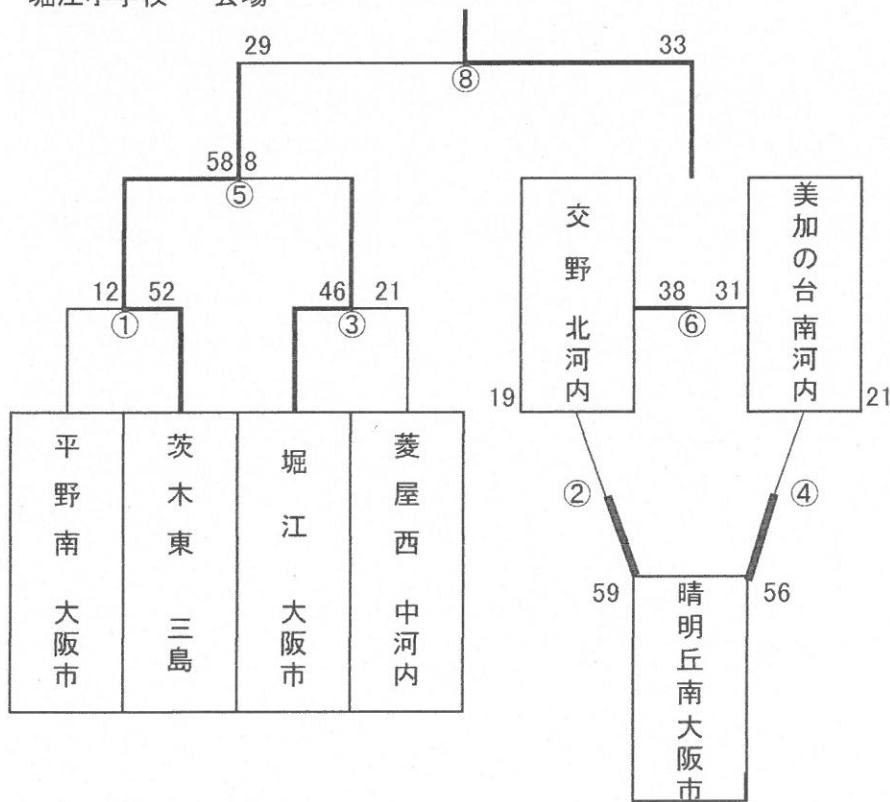 堀江小学校 会場
29
33
⑧
58
8
⑤
12
52
①
46
21
③
交野 北河内
38
31
⑥
美加の台 南河内
19
21
②
④
59
56
平野南 大阪市
茨木東 三島
堀江 大阪市
菱屋西 中河内
晴明丘南 大阪市